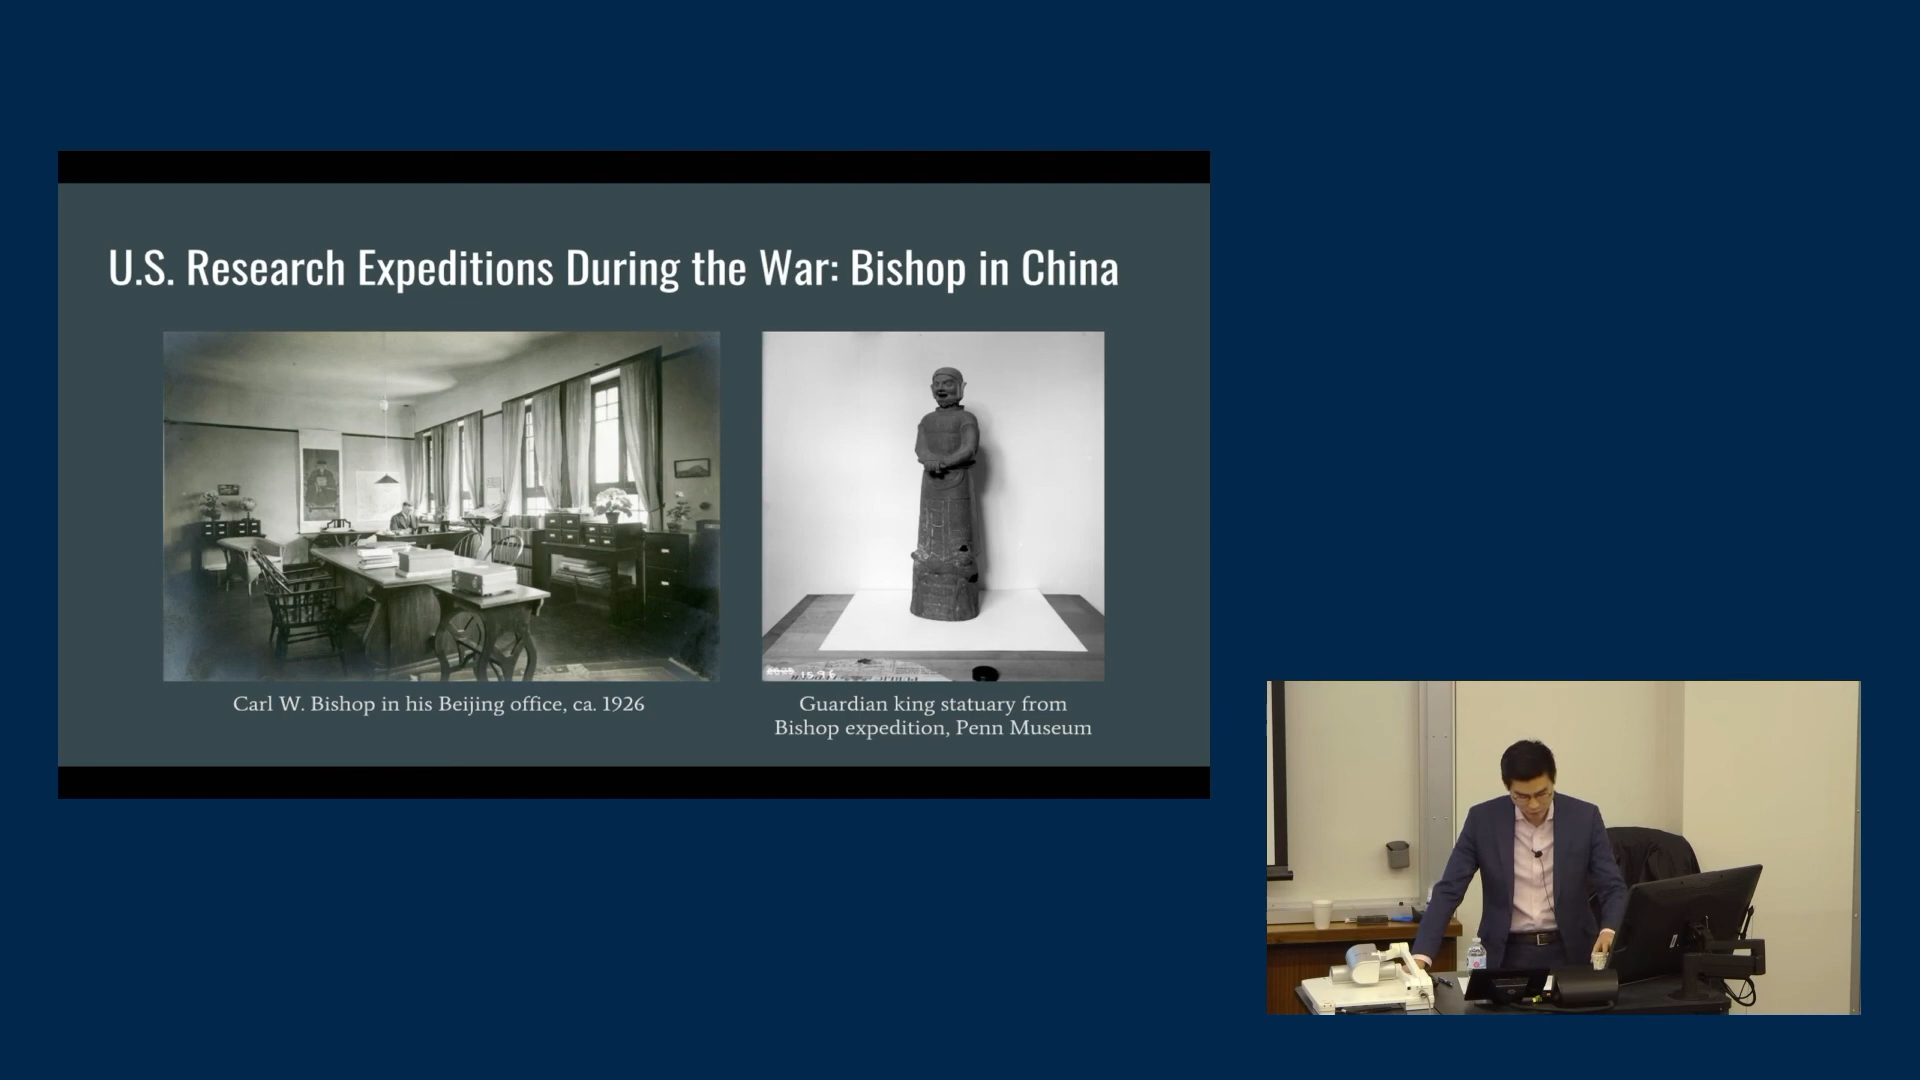 U.S. Research Expeditions During the War: Bishop in China
Carl W. Bishop in his Beijing office, ca. 1926
Guardian king statuary from
Bishop expedition, Penn Museum